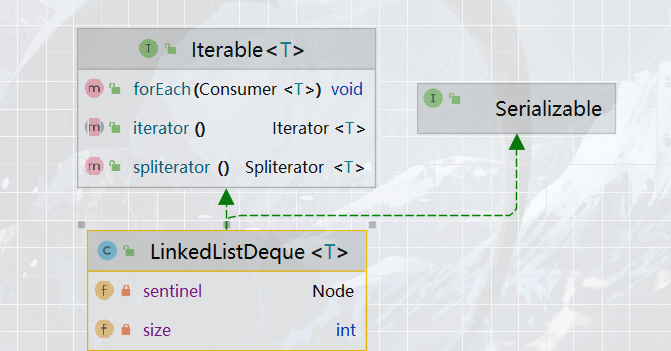 I Iterable<T>
m forEach(Consumer <T>) void
m iterator () Iterator <T>
m spliterator () Spliterator <T>
I Serializable
C LinkedListDeque <T>
f sentinel Node
f size int